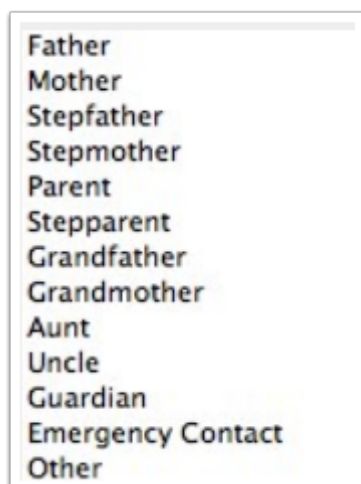 Father
Mother
Stepfather
Stepmother
Parent
Stepparent
Grandfather
Grandmother
Aunt
Uncle
Guardian
Emergency Contact
Other